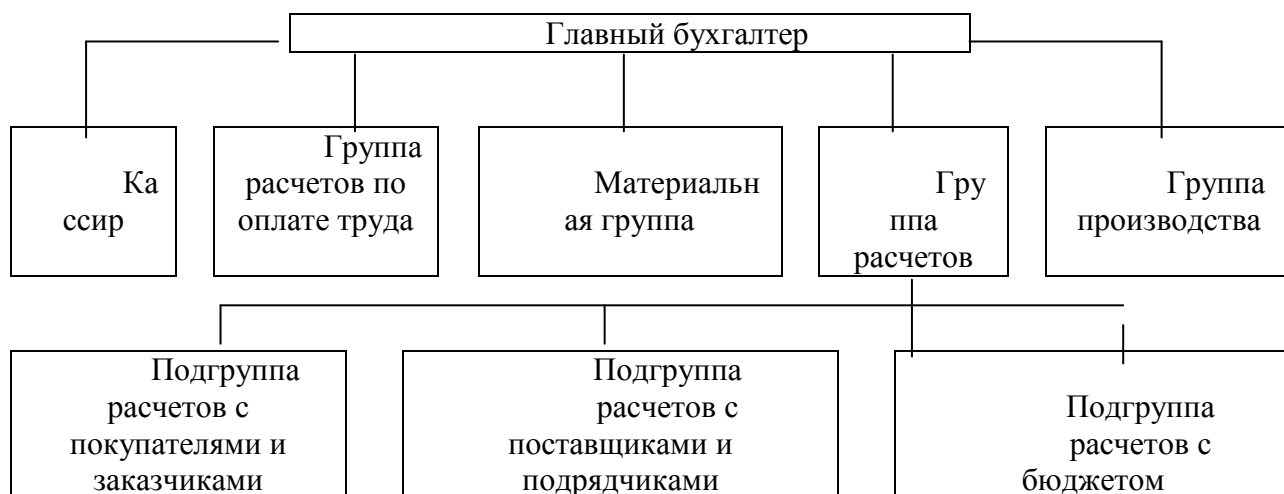 Главный бухгалтер
Ка
ссир
Группа
расчетов по
оплате труда
Материальн
ая группа
Гру
ппа
расчетов
Группа
производства
Подгруппа
расчетов с
покупателями и
заказчиками
Подгруппа
расчетов с
поставщиками и
подрядчиками
Подгруппа
расчетов с
бюджетом